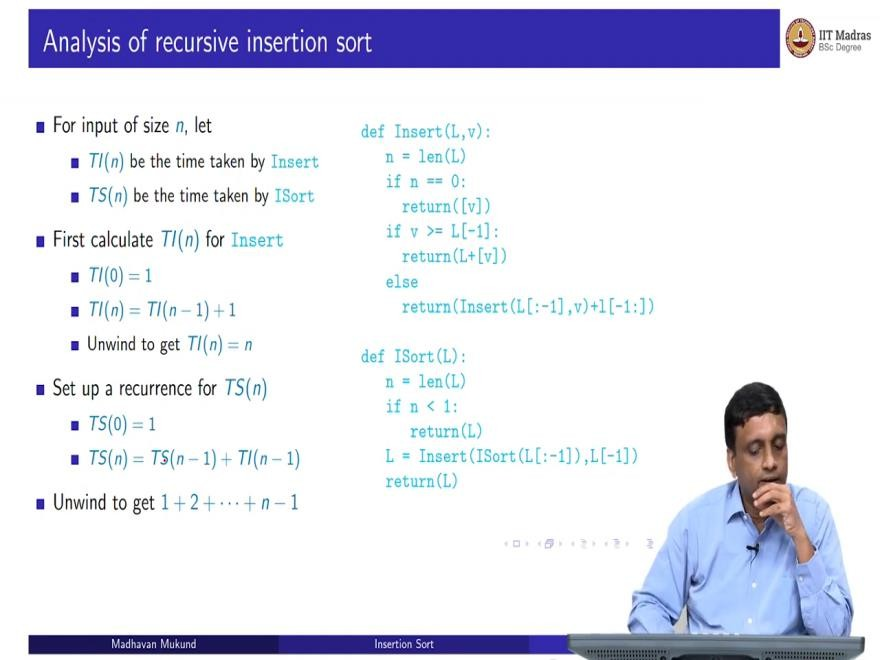 Analysis of recursive insertion sort
IIT Madras
BSc Degree
For input of size n, let
TI(n) be the time taken by Insert
TS(n) be the time taken by ISort
First calculate TI(n) for Insert
TI(0) = 1
TI(n) = TI(n − 1) + 1
Unwind to get TI(n) = n
Set up a recurrence for TS(n)
TS(0) = 1
TS(n) = TS(n − 1) + TI(n − 1)
Unwind to get 1 + 2 + ··· + n − 1
def Insert(L,v):
n = len(L)
if n == 0:
return([v])
if v >= L[-1]:
return(L+[v])
else
return(Insert(L[:-1],v)+l[-1:])
def ISort(L):
n = len(L)
if n < 1:
return(L)
L = Insert(ISort(L[:-1]),L[-1])
return(L)
Madhavan Mukund
Insertion Sort